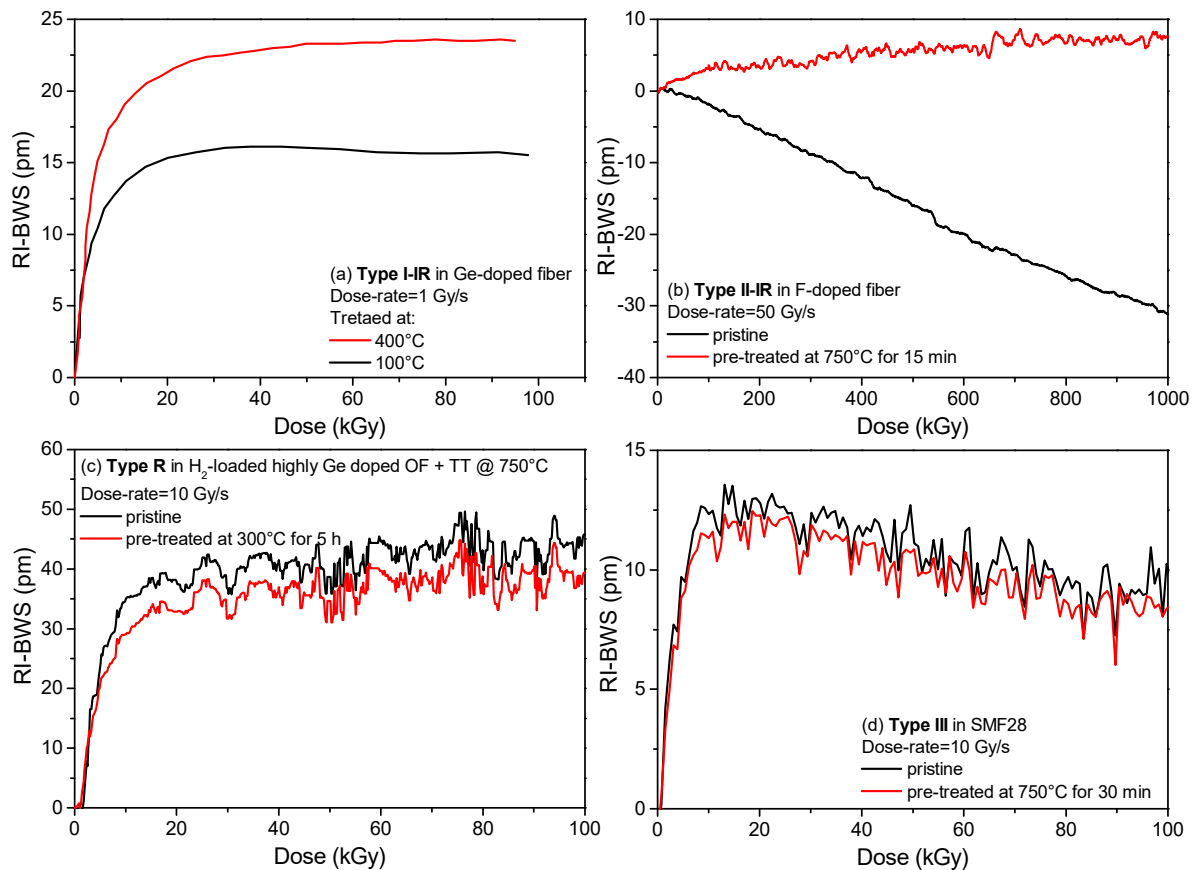 25
20
15
10
5
0
RI-BWS (pm)
(a) Type I-IR in Ge-doped fiber
Dose-rate=1 Gy/s
Tretaed at:
400°C
100°C
0 20 40 60 80 100
Dose (kGy)
10
0
-10
-20
-30
-40
RI-BWS (pm)
(b) Type II-IR in F-doped fiber
Dose-rate=50 Gy/s
pristine
pre-treated at 750°C for 15 min
0 200 400 600 800 1000
Dose (kGy)
60
50
40
30
20
10
0
RI-BWS (pm)
(c) Type R in H₂-loaded highly Ge doped OF + TT @ 750°C
Dose-rate=10 Gy/s
pristine
pre-treated at 300°C for 5 h
0 20 40 60 80 100
Dose (kGy)
15
10
5
0
RI-BWS (pm)
(d) Type III in SMF28
Dose-rate=10 Gy/s
pristine
pre-treated at 750°C for 30 min
0 20 40 60 80 100
Dose (kGy)